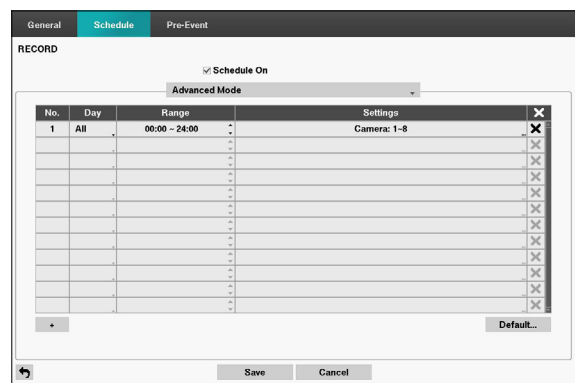 General Schedule Pre-Event
RECORD
Schedule On
Advanced Mode
No. Day Range Settings
1 All 00:00 ~ 24:00 Camera: 1~8
+ Default...
Save Cancel